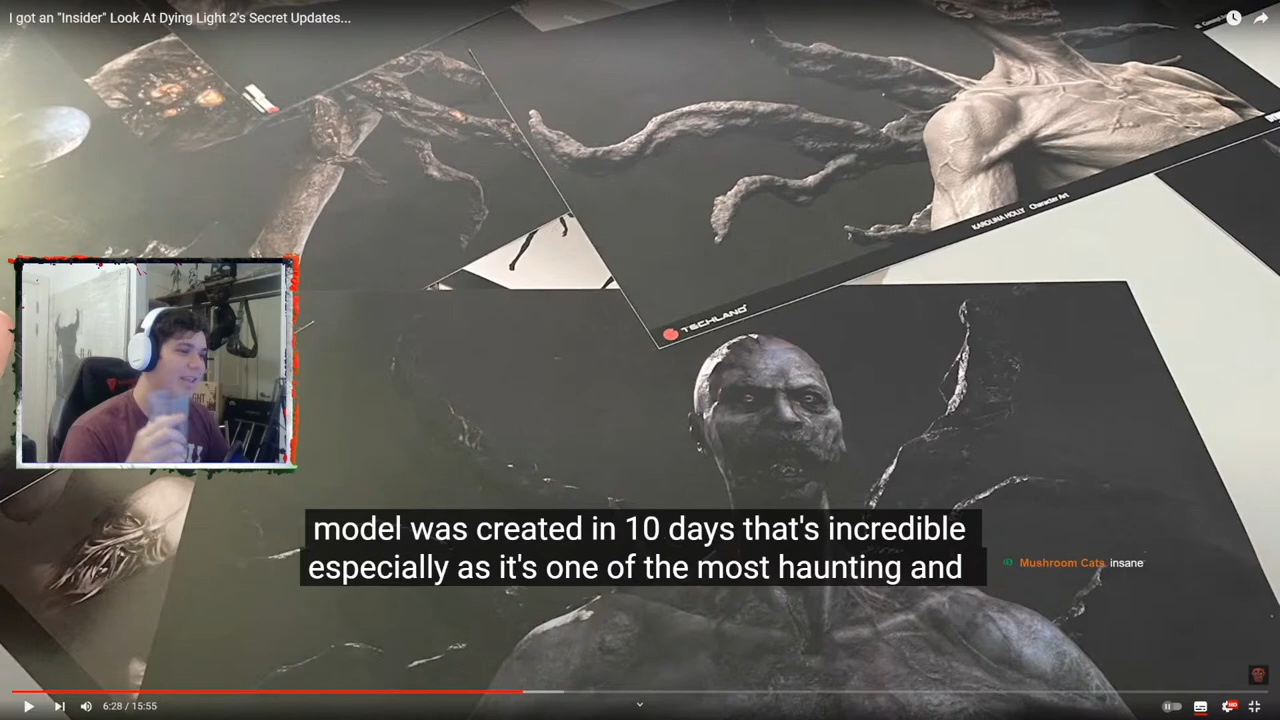 I got an "Insider" Look At Dying Light 2's Secret Updates...
KAROLINA HOLLY Character Art
TECHLAND
model was created in 10 days that's incredible
especially as it's one of the most haunting and
Mushroom Cats insane
6:28 / 15:55
HD